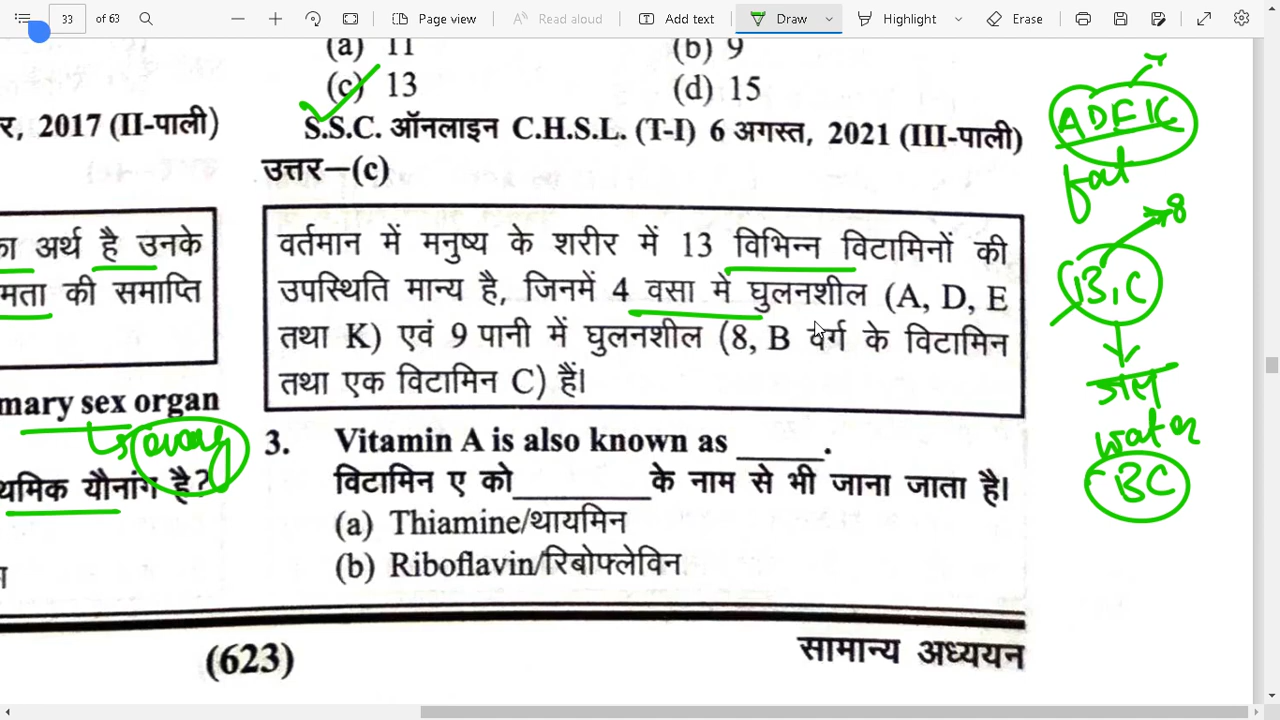 33 of 63 Page view Read aloud Add text Draw Highlight Erase
(a) 11 (b) 9
(c) 13 (d) 15
S.S.C. ऑनलाइन C.H.S.L. (T-I) 6 अगस्त, 2021 (III-पाली)
उत्तर–(c)
वर्तमान में मनुष्य के शरीर में 13 विभिन्न विटामिनों की
उपस्थिति मान्य है, जिनमें 4 वसा में घुलनशील (A, D, E
तथा K) एवं 9 पानी में घुलनशील (8, B वर्ग के विटामिन
तथा एक विटामिन C) हैं।
3. Vitamin A is also known as _____.
विटामिन ए को________के नाम से भी जाना जाता है।
(a) Thiamine/थायमिन
(b) Riboflavin/रिबोफ्लेविन
र, 2017 (II-पाली)
का अर्थ है उनके
मता की समाप्ति
mary sex organ
थमिक यौनांग है?
ADEK
fat
8
B, C
जल
water
BC
(623) सामान्य अध्ययन